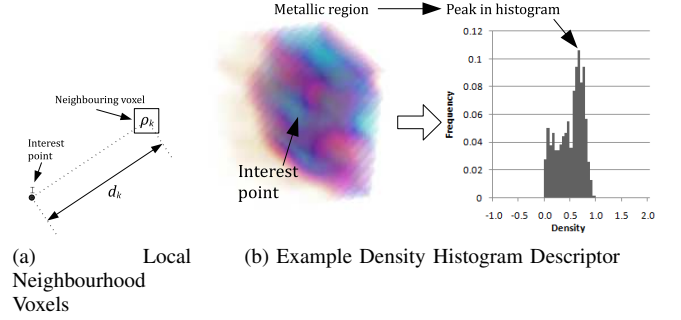 Metallic region
Peak in histogram
Neighbouring voxel
ρk
Interest
point
I
dk
Interest
point
0.12
0.1
0.08
0.06
0.04
0.02
0
Frequency
-1.0 -0.5 0.0 0.5 1.0 1.5 2.0
Density
(a) Local
Neighbourhood
Voxels
(b) Example Density Histogram Descriptor